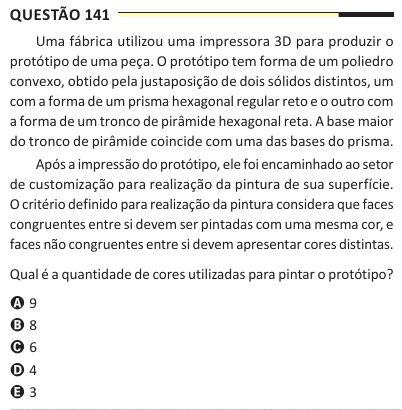 QUESTÃO 141
Uma fábrica utilizou uma impressora 3D para produzir o
protótipo de uma peça. O protótipo tem forma de um poliedro
convexo, obtido pela justaposição de dois sólidos distintos, um
com a forma de um prisma hexagonal regular reto e o outro com
a forma de um tronco de pirâmide hexagonal reta. A base maior
do tronco de pirâmide coincide com uma das bases do prisma.
Após a impressão do protótipo, ele foi encaminhado ao setor
de customização para realização da pintura de sua superfície.
O critério definido para realização da pintura considera que faces
congruentes entre si devem ser pintadas com uma mesma cor, e
faces não congruentes entre si devem apresentar cores distintas.
Qual é a quantidade de cores utilizadas para pintar o protótipo?
A 9
B 8
C 6
D 4
E 3